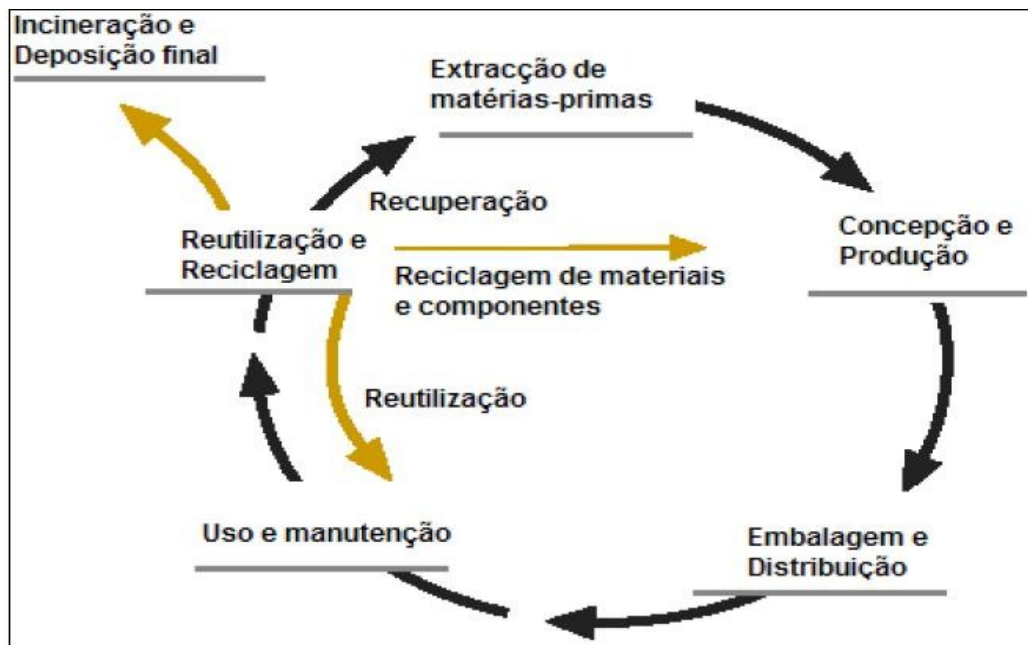 Incineração e
Deposição final
Extracção de
matérias-primas
Recuperação
Reutilização e
Reciclagem
Reciclagem de materiais
e componentes
Concepção e
Produção
Reutilização
Uso e manutenção
Embalagem e
Distribuição